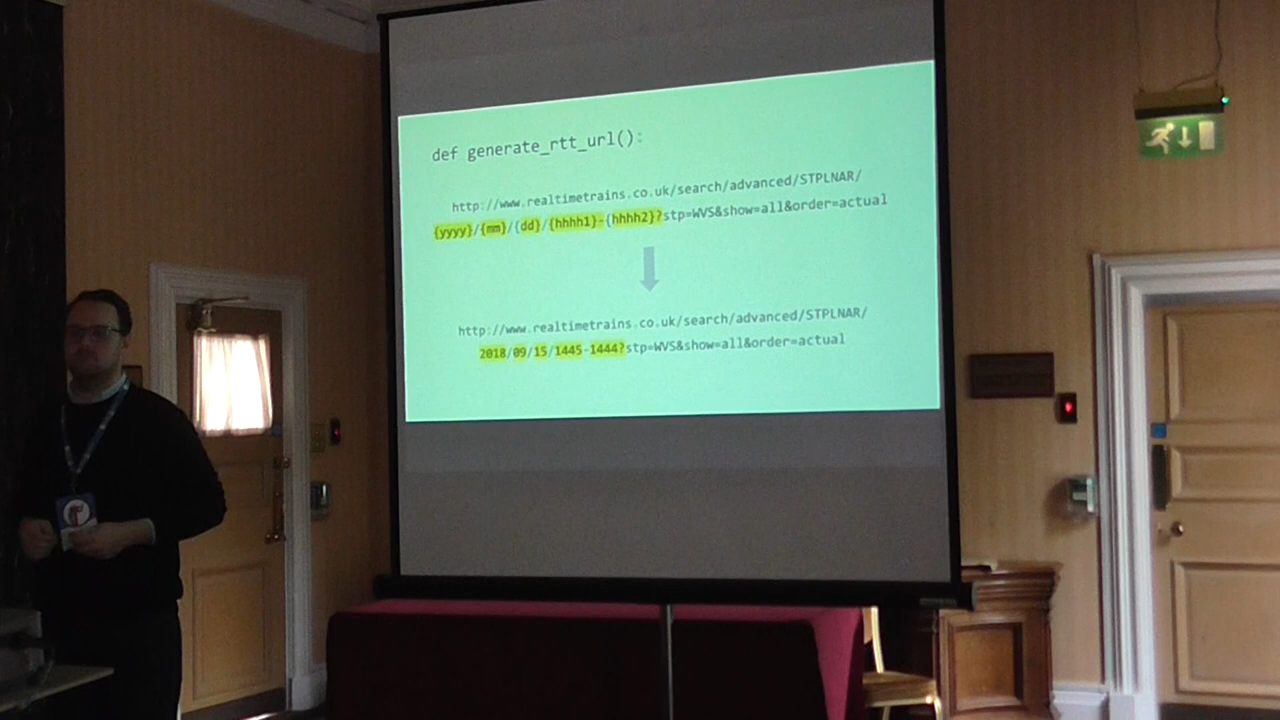 def generate_rtt_url():
http://www.realtimetrains.co.uk/search/advanced/STPLNAR/
{yyyy}/{mm}/{dd}/{hhhh1}-{hhhh2}?stp=WVS&show=all&order=actual
http://www.realtimetrains.co.uk/search/advanced/STPLNAR/
2018/09/15/1445-1444?stp=WVS&show=all&order=actual